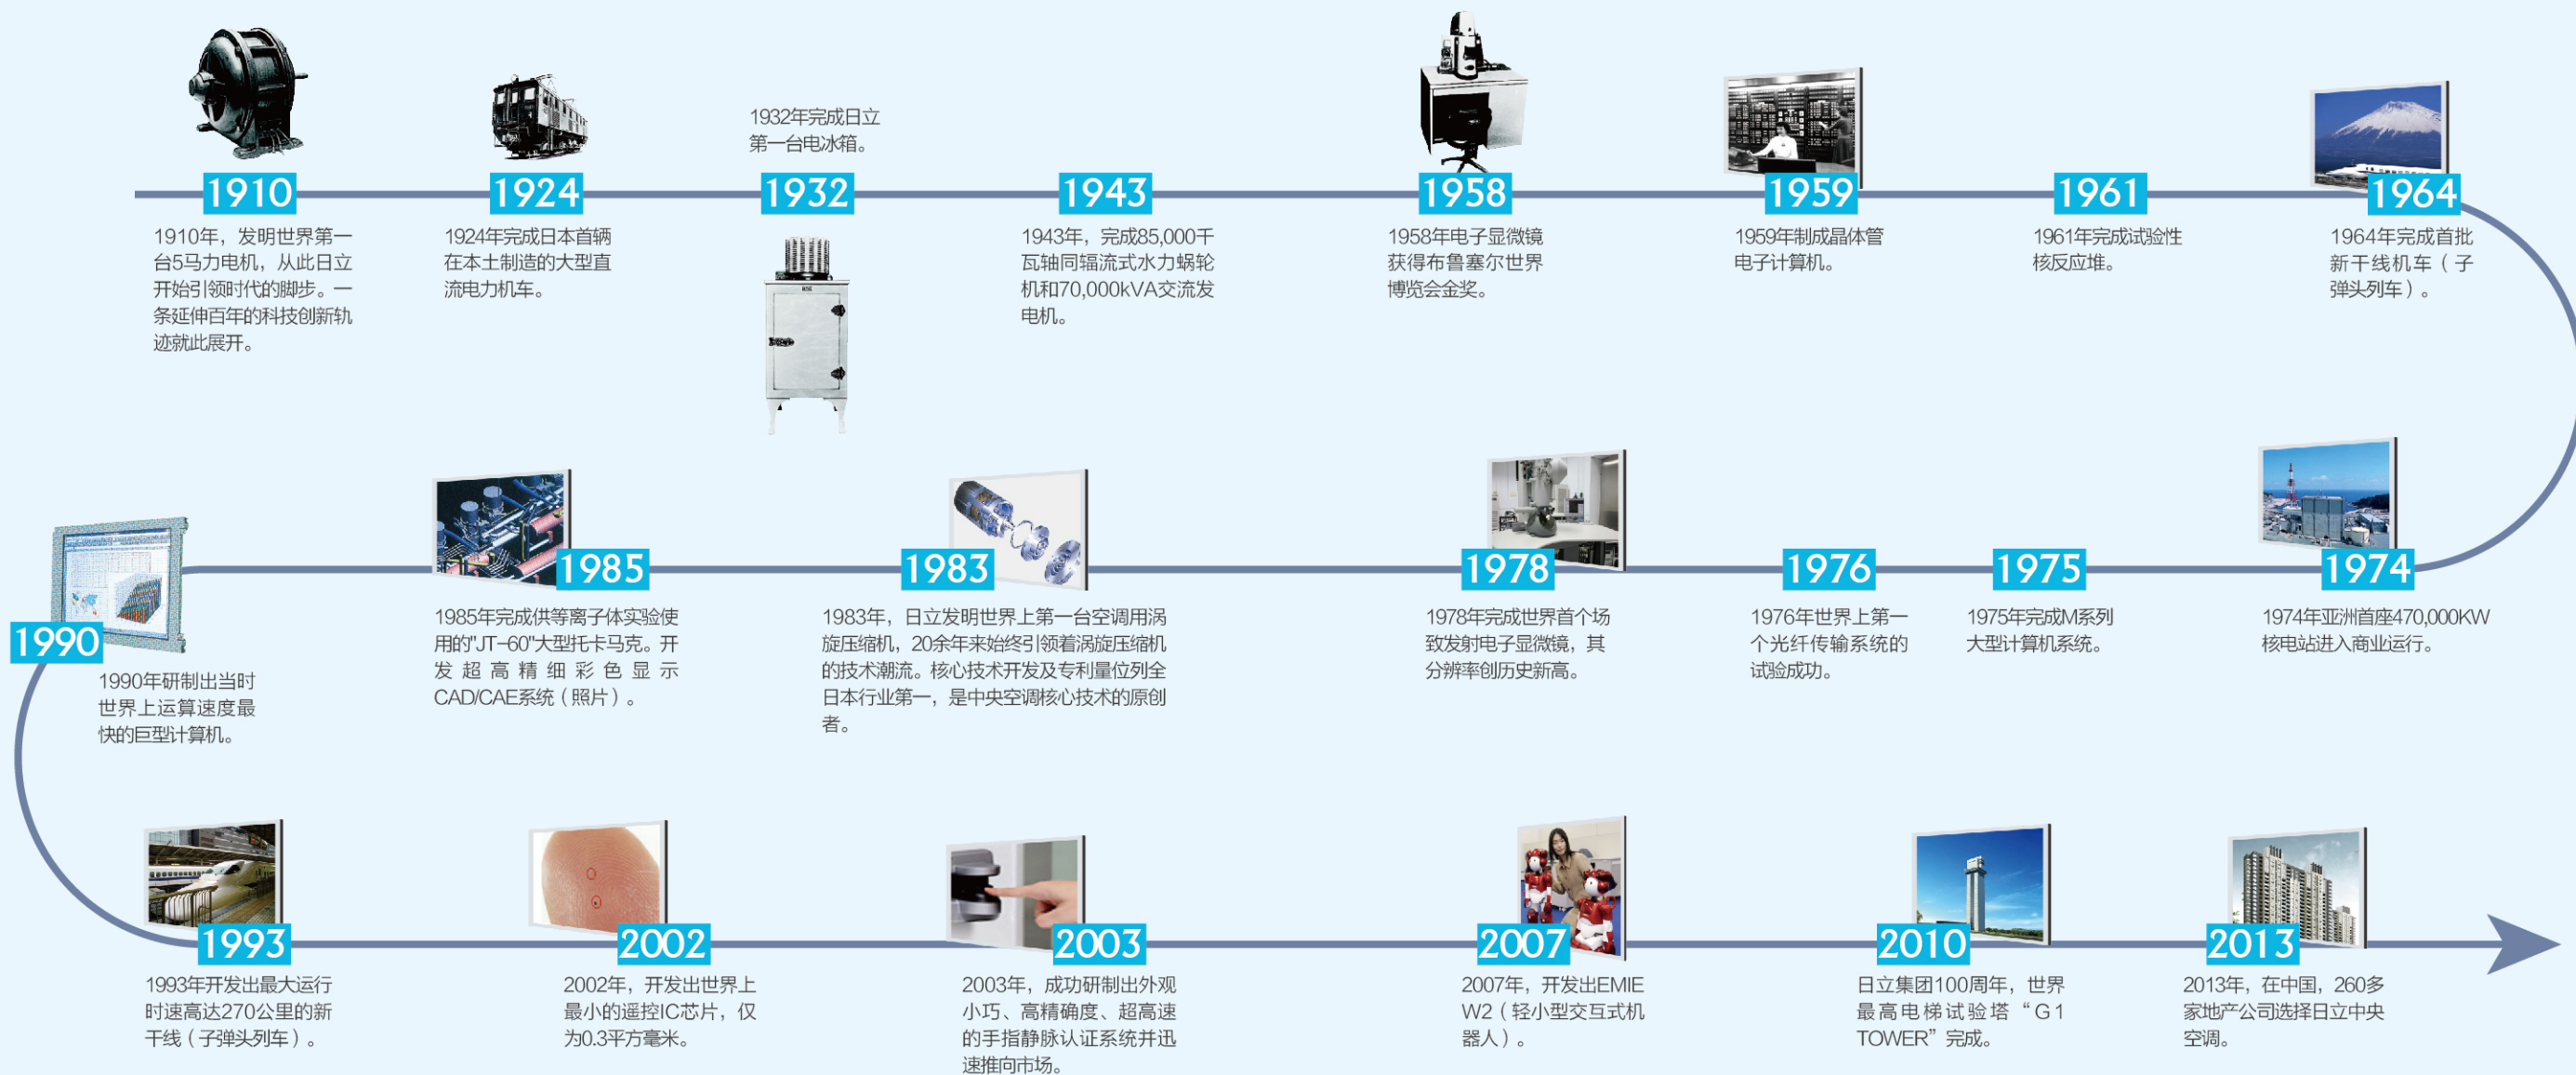 1910
1910年，发明世界第一
台5马力电机，从此日立
开始引领时代的脚步。一
条延伸百年的科技创新轨
迹就此展开。
1924
1924年完成日本首辆
在本土制造的大型直
流电力机车。
1932年完成日立
第一台电冰箱。
1932
1943
1943年，完成85,000千
瓦轴同辐流式水力蜗轮
机和70,000kVA交流发
电机。
1958
1958年电子显微镜
获得布鲁塞尔世界
博览会金奖。
1959
1959年制成晶体管
电子计算机。
1961
1961年完成试验性
核反应堆。
1964
1964年完成首批
新干线机车（子
弹头列车）。
1974
1974年亚洲首座470,000KW
核电站进入商业运行。
1975
1975年完成M系列
大型计算机系统。
1976
1976年世界上第一
个光纤传输系统的
试验成功。
1978
1978年完成世界首个场
致发射电子显微镜，其
分辨率创历史新高。
1983
1983年，日立发明世界上第一台空调用涡
旋压缩机，20余年来始终引领着涡旋压缩机
的技术潮流。核心技术开发及专利量位列全
日本行业第一，是中央空调核心技术的原创
者。
1985
1985年完成供等离子体实验使
用的"JT-60"大型托卡马克。开
发超高精细彩色显示
CAD/CAE系统（照片）。
1990
1990年研制出当时
世界上运算速度最
快的巨型计算机。
1993
1993年开发出最大运行
时速高达270公里的新
干线（子弹头列车）。
2002
2002年，开发出世界上
最小的遥控IC芯片，仅
为0.3平方毫米。
2003
2003年，成功研制出外观
小巧、高精确度、超高速
的手指静脉认证系统并迅
速推向市场。
2007
2007年，开发出EMIE
W2（轻小型交互式机
器人）。
2010
日立集团100周年，世界
最高电梯试验塔“G1
TOWER”完成。
2013
2013年，在中国，260多
家地产公司选择日立中央
空调。